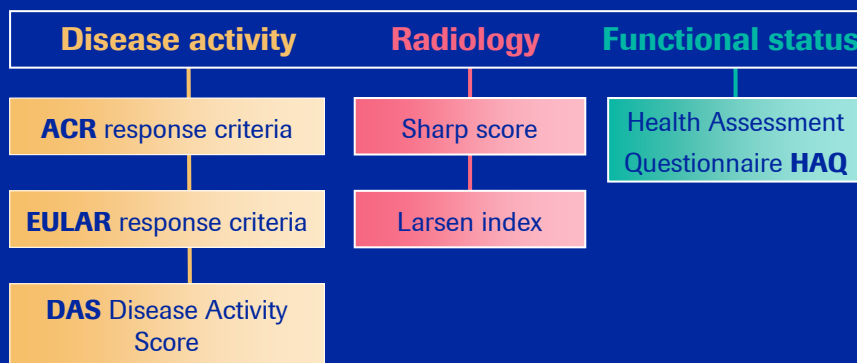 Disease activity
Radiology
Functional status
ACR response criteria
EULAR response criteria
DAS Disease Activity
Score
Sharp score
Larsen index
Health Assessment
Questionnaire HAQ